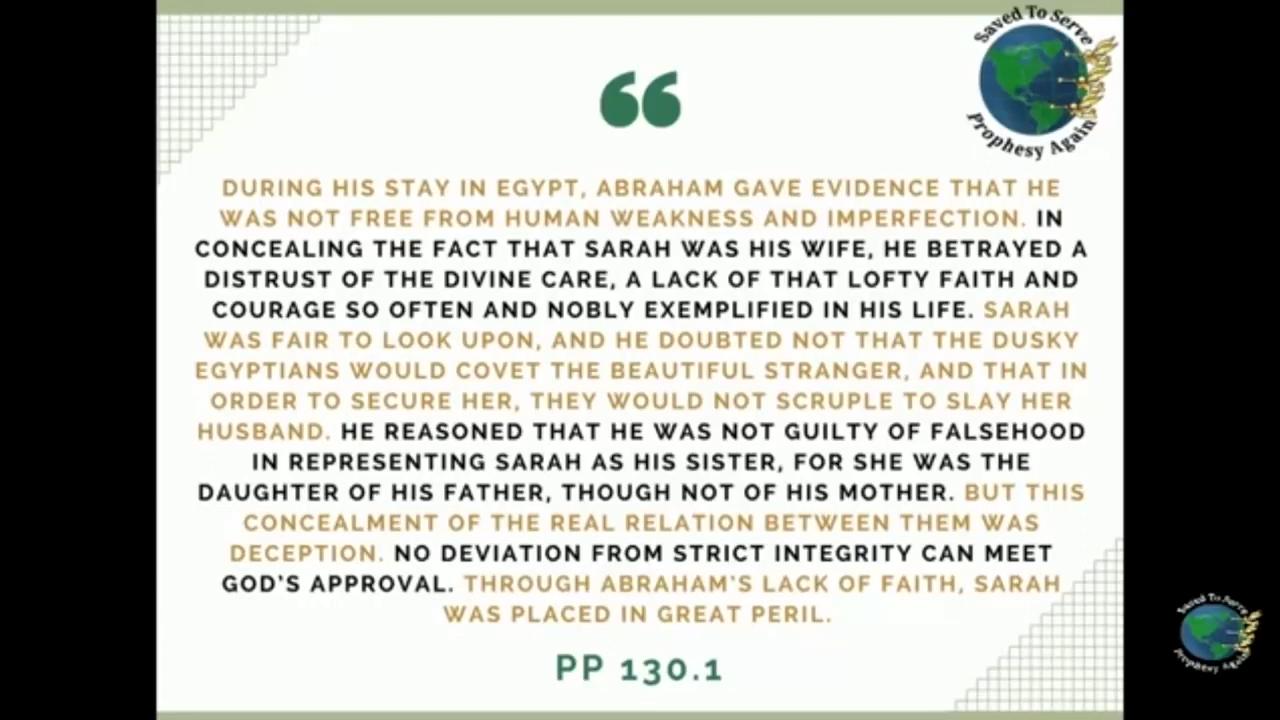 Saved To Serve
Prophesy Again
“
DURING HIS STAY IN EGYPT, ABRAHAM GAVE EVIDENCE THAT HE
WAS NOT FREE FROM HUMAN WEAKNESS AND IMPERFECTION. IN
CONCEALING THE FACT THAT SARAH WAS HIS WIFE, HE BETRAYED A
DISTRUST OF THE DIVINE CARE, A LACK OF THAT LOFTY FAITH AND
COURAGE SO OFTEN AND NOBLY EXEMPLIFIED IN HIS LIFE. SARAH
WAS FAIR TO LOOK UPON, AND HE DOUBTED NOT THAT THE DUSKY
EGYPTIANS WOULD COVET THE BEAUTIFUL STRANGER, AND THAT IN
ORDER TO SECURE HER, THEY WOULD NOT SCRUPLE TO SLAY HER
HUSBAND. HE REASONED THAT HE WAS NOT GUILTY OF FALSEHOOD
IN REPRESENTING SARAH AS HIS SISTER, FOR SHE WAS THE
DAUGHTER OF HIS FATHER, THOUGH NOT OF HIS MOTHER. BUT THIS
CONCEALMENT OF THE REAL RELATION BETWEEN THEM WAS
DECEPTION. NO DEVIATION FROM STRICT INTEGRITY CAN MEET
GOD'S APPROVAL. THROUGH ABRAHAM'S LACK OF FAITH, SARAH
WAS PLACED IN GREAT PERIL.
PP 130.1
Saved To Serve
Prophesy Again